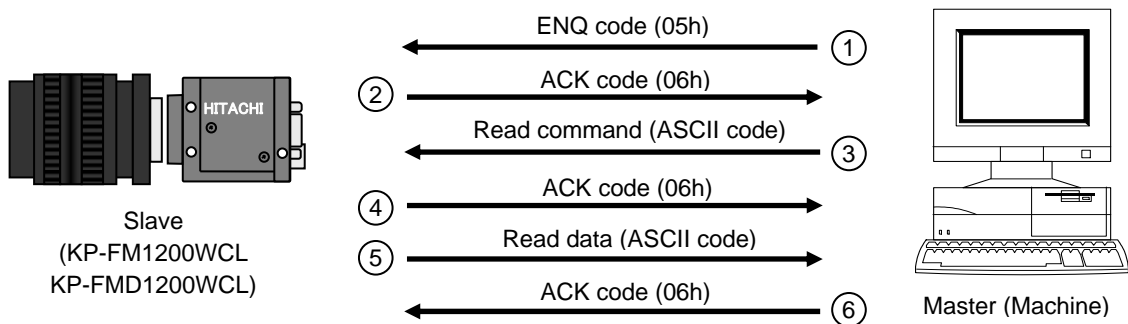 ENQ code (05h)
①
② ACK code (06h)
HITACHI
Read command (ASCII code)
③
④ ACK code (06h)
Slave
(KP-FM1200WCL
KP-FMD1200WCL)
⑤ Read data (ASCII code)
ACK code (06h)
⑥
Master (Machine)